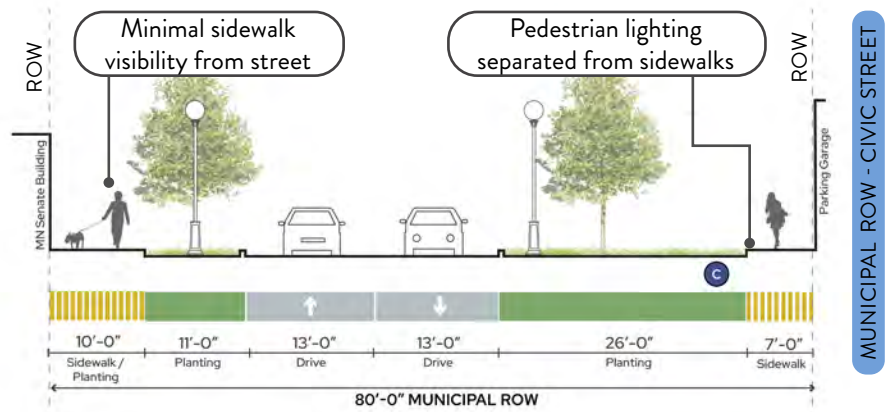 Minimal sidewalk
visibility from street
Pedestrian lighting
separated from sidewalks
ROW
ROW
MN Senate Building
Parking Garage
C
10'-0"
11'-0"
13'-0"
13'-0"
26'-0"
7'-0"
Sidewalk /
Planting
Planting
Drive
Drive
Planting
Sidewalk
80'-0" MUNICIPAL ROW
MUNICIPAL ROW - CIVIC STREET